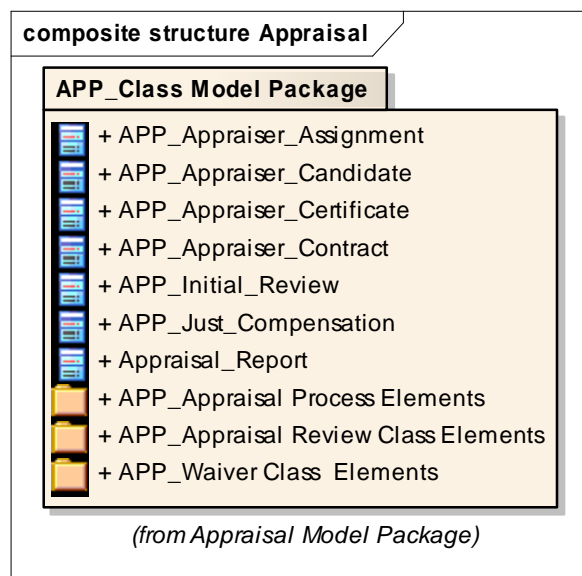 composite structure Appraisal
APP_Class Model Package
+ APP_Appraiser_Assignment
+ APP_Appraiser_Candidate
+ APP_Appraiser_Certificate
+ APP_Appraiser_Contract
+ APP_Initial_Review
+ APP_Just_Compensation
+ Appraisal_Report
+ APP_Appraisal Process Elements
+ APP_Appraisal Review Class Elements
+ APP_Waiver Class Elements
(from Appraisal Model Package)